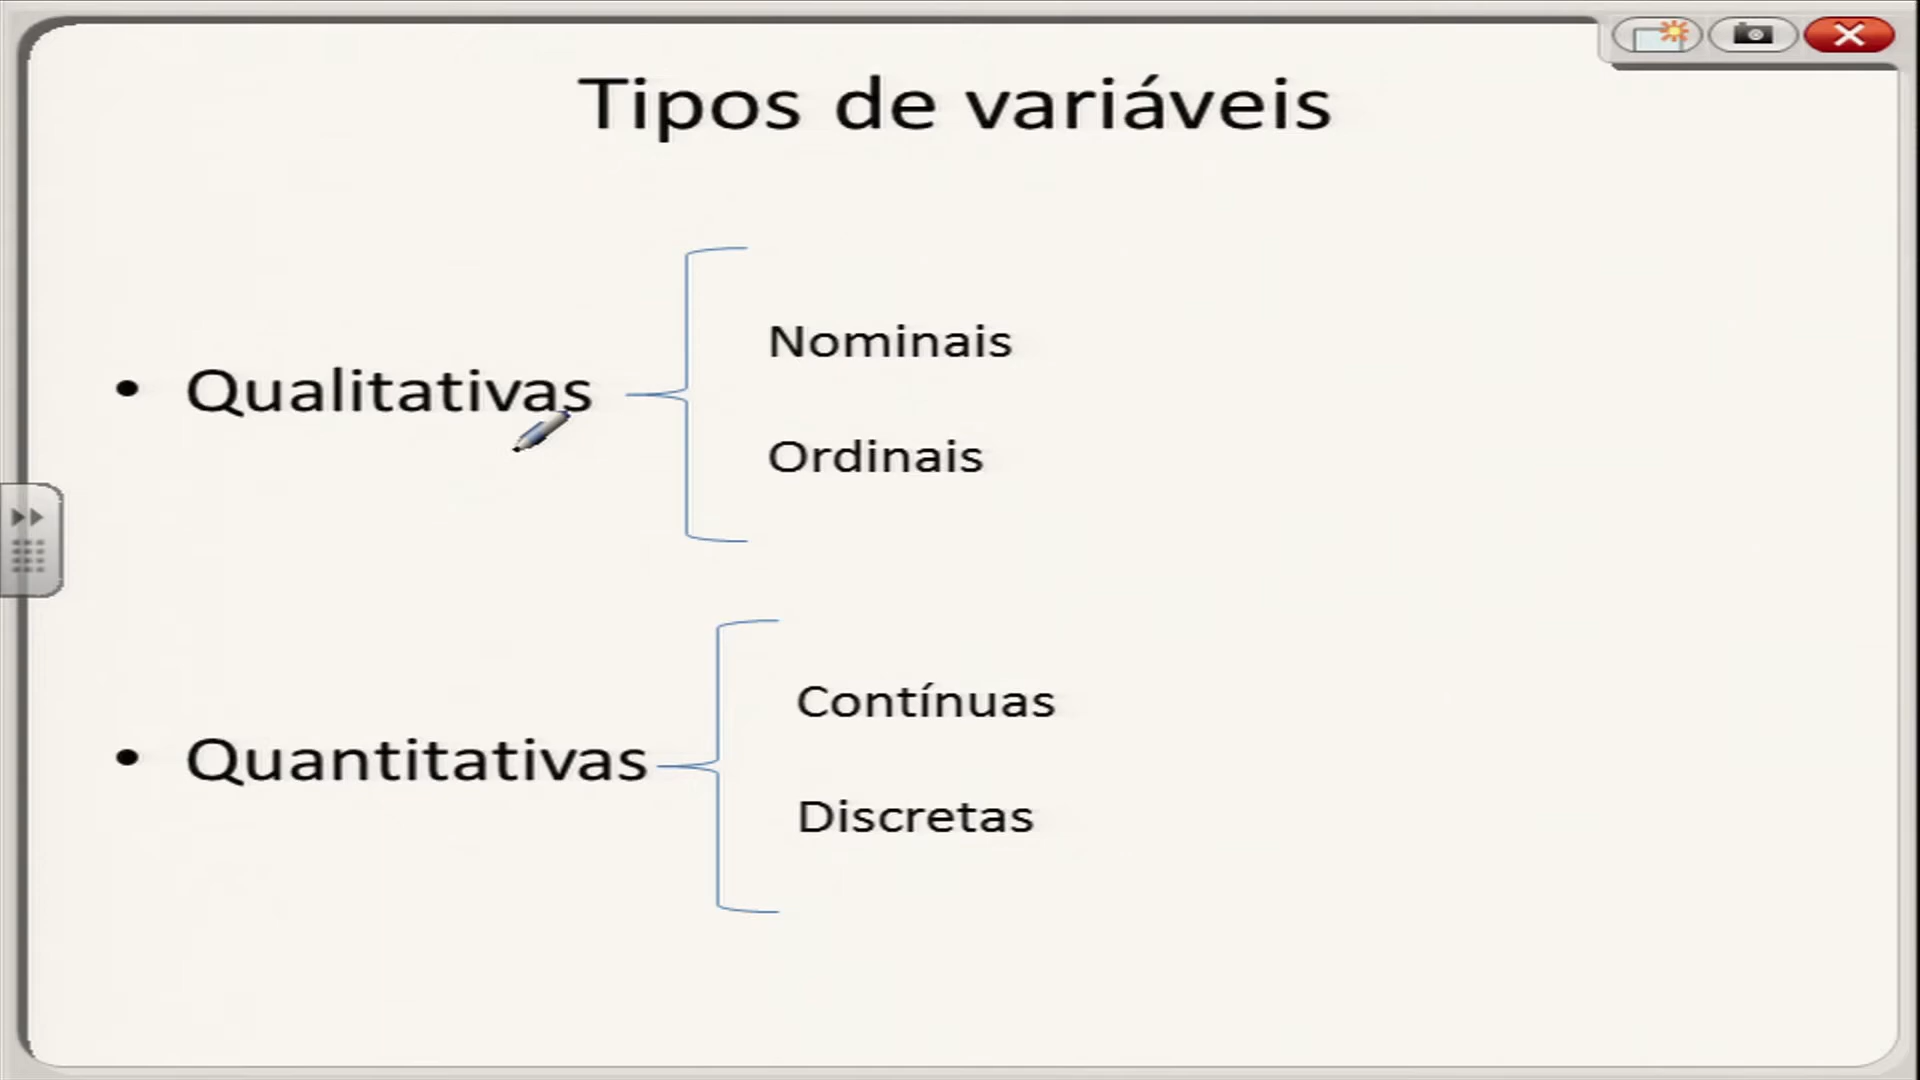 Tipos de variáveis
• Qualitativas
Nominais
Ordinais
• Quantitativas
Contínuas
Discretas